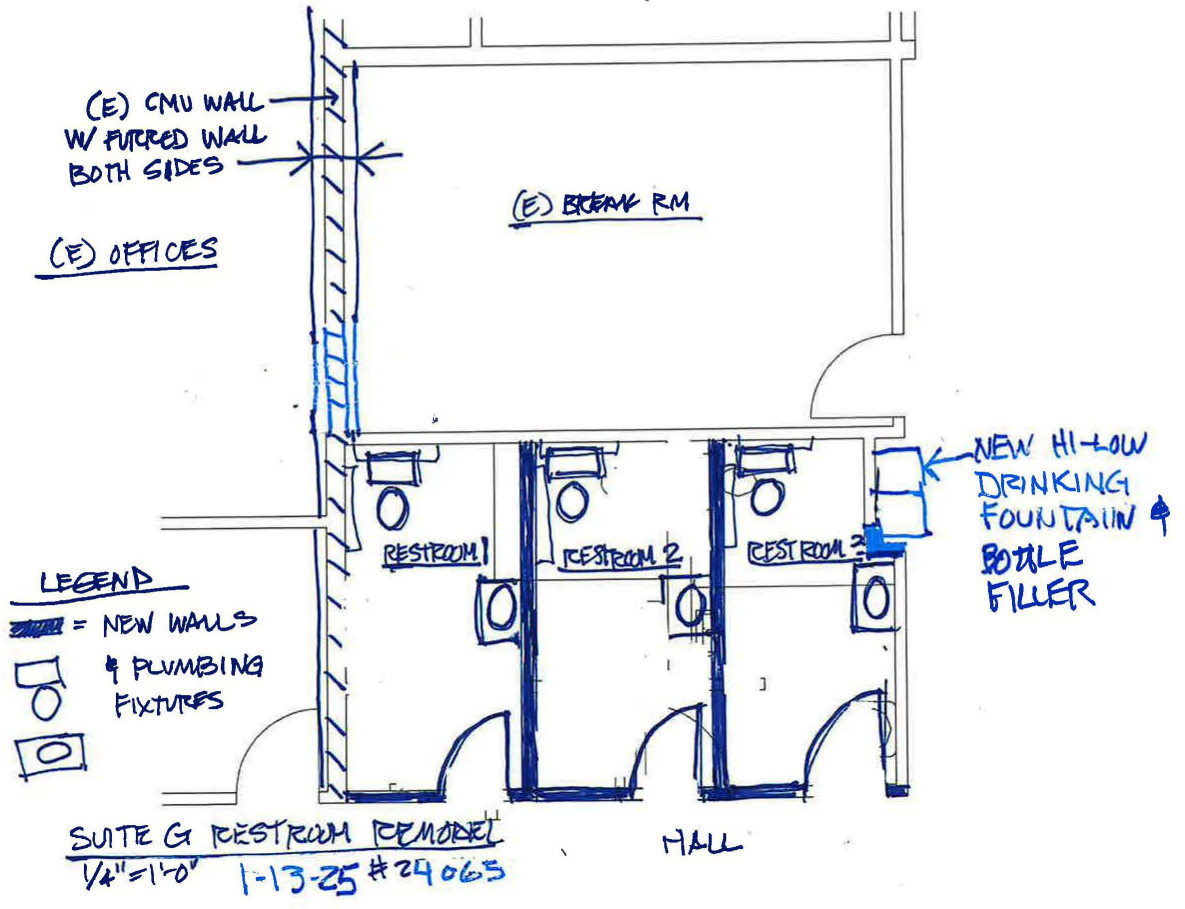 (E) CMU WALL
W/ FURRED WALL
BOTH SIDES
(E) OFFICES
(E) BREAK RM
NEW HI-LOW
DRINKING
FOUNTAIN &
BOTTLE
FILLER
RESTROOM 1
RESTROOM 2
RESTROOM 3
LEGEND
= NEW WALLS
& PLUMBING
FIXTURES
SUITE G RESTROOM REMODEL
1/4"=1'-0" 1-13-25 #24065
HALL